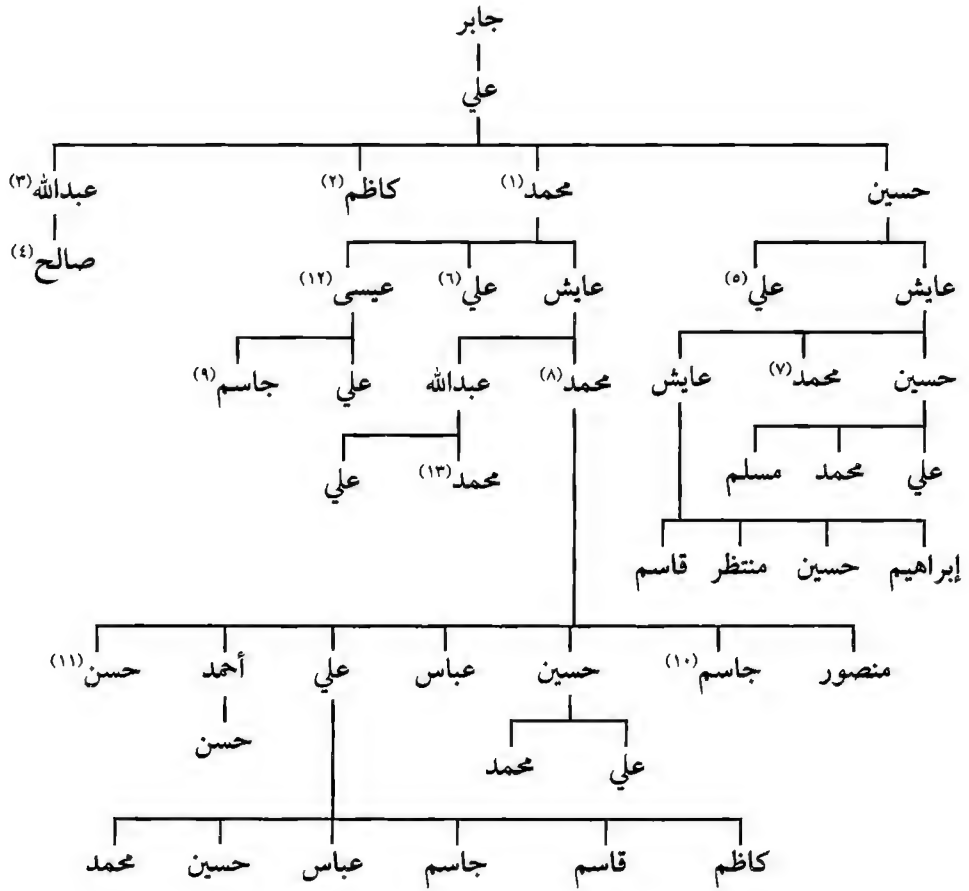 جابر
علي
حسين محمد(١) كاظم(٢) عبدالله(٣)
صالح(٤)
عايش علي(٥) عايش علي(٦) عيسى(١٢)
حسين محمد(٧) عايش محمد(٨) عبدالله علي جاسم(٩)
علي محمد مسلم محمد(١٣) علي
إبراهيم حسين منتظر قاسم
منصور جاسم(١٠) حسين عباس علي أحمد حسن(١١)
حسن
علي محمد
كاظم قاسم جاسم عباس حسين محمد